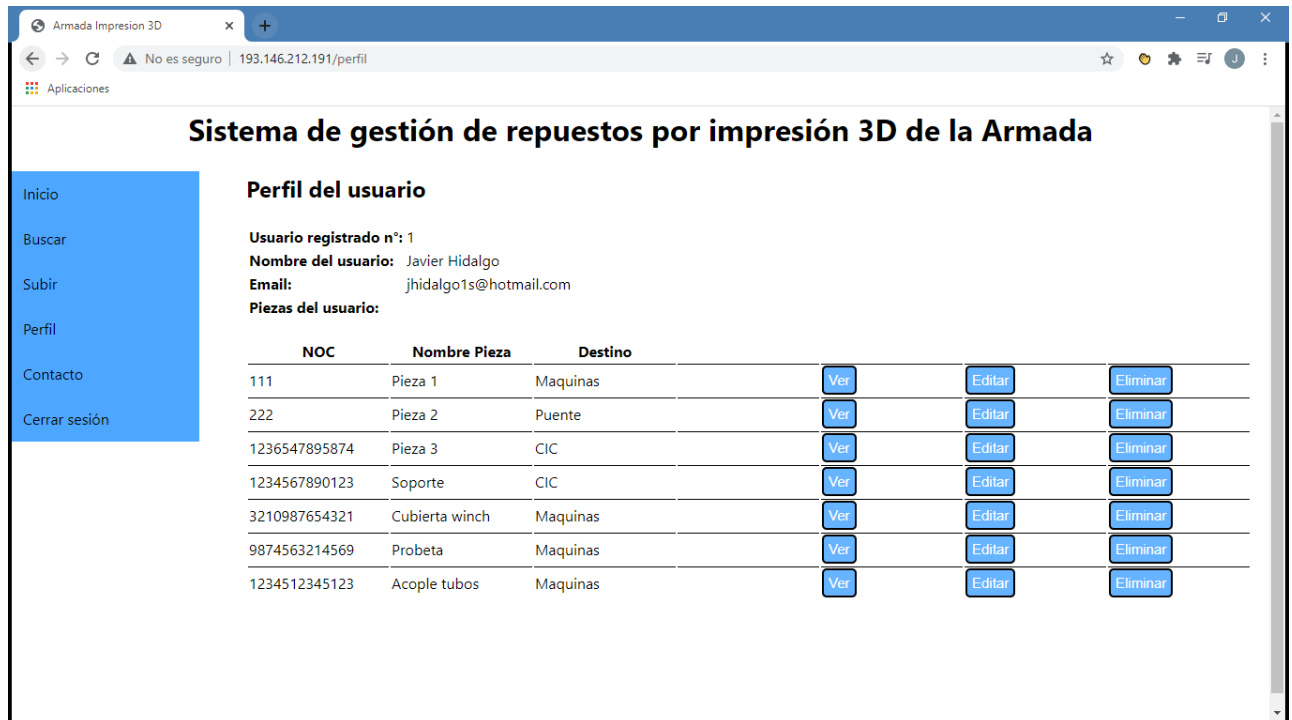 Armada Impresion 3D
No es seguro | 193.146.212.191/perfil
J
Aplicaciones
Sistema de gestión de repuestos por impresión 3D de la Armada
Inicio
Buscar
Subir
Perfil
Contacto
Cerrar sesión
Perfil del usuario
Usuario registrado n°: 1
Nombre del usuario: Javier Hidalgo
Email: jhidalgo1s@hotmail.com
Piezas del usuario:
NOC Nombre Pieza Destino
111 Pieza 1 Maquinas Ver Editar Eliminar
222 Pieza 2 Puente Ver Editar Eliminar
1236547895874 Pieza 3 CIC Ver Editar Eliminar
1234567890123 Soporte CIC Ver Editar Eliminar
3210987654321 Cubierta winch Maquinas Ver Editar Eliminar
9874563214569 Probeta Maquinas Ver Editar Eliminar
1234512345123 Acople tubos Maquinas Ver Editar Eliminar